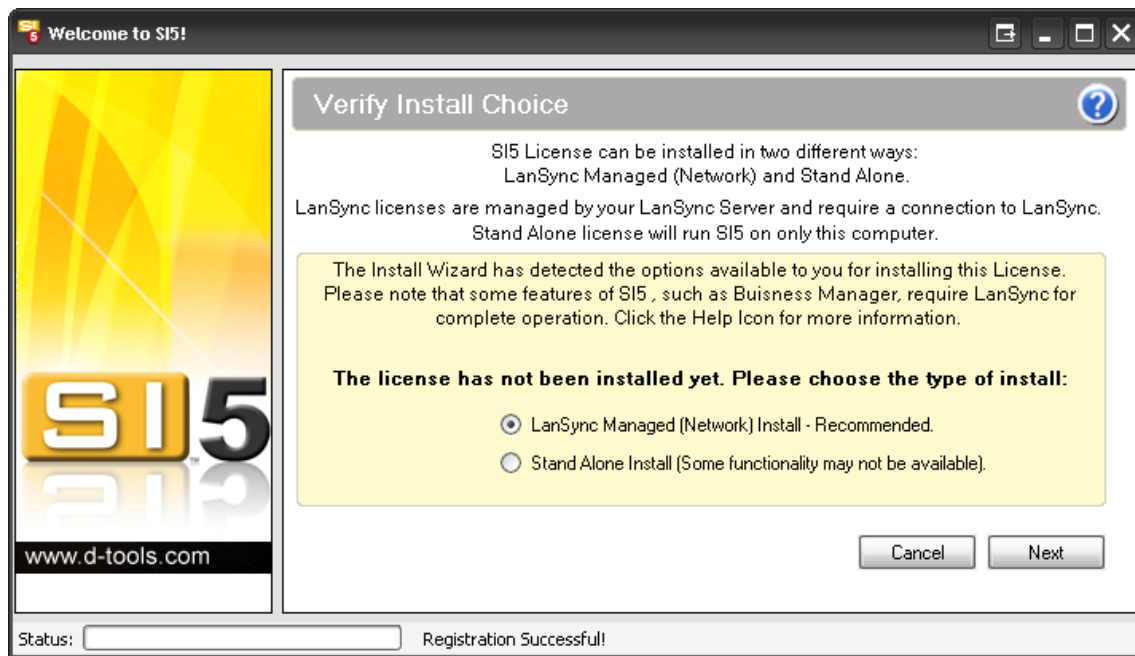 Welcome to SI5!
Verify Install Choice
SI5 License can be installed in two different ways:
LanSync Managed (Network) and Stand Alone.
LanSync licenses are managed by your LanSync Server and require a connection to LanSync.
Stand Alone license will run SI5 on only this computer.
The Install Wizard has detected the options available to you for installing this License.
Please note that some features of SI5 , such as Buisness Manager, require LanSync for
complete operation. Click the Help Icon for more information.
The license has not been installed yet. Please choose the type of install:
LanSync Managed (Network) Install - Recommended.
Stand Alone Install (Some functionality may not be available).
SI5™
www.d-tools.com
Cancel
Next
Status:
Registration Successful!